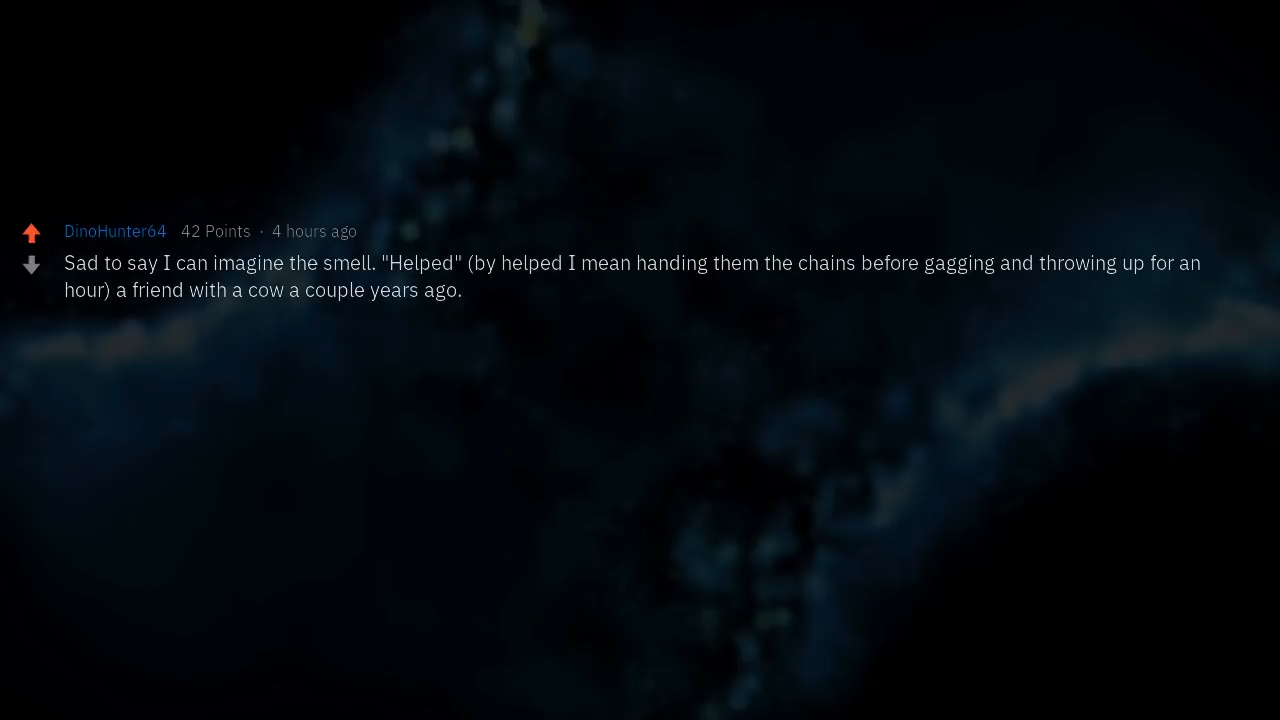 DinoHunter64 42 Points · 4 hours ago
Sad to say I can imagine the smell. "Helped" (by helped I mean handing them the chains before gagging and throwing up for an
hour) a friend with a cow a couple years ago.